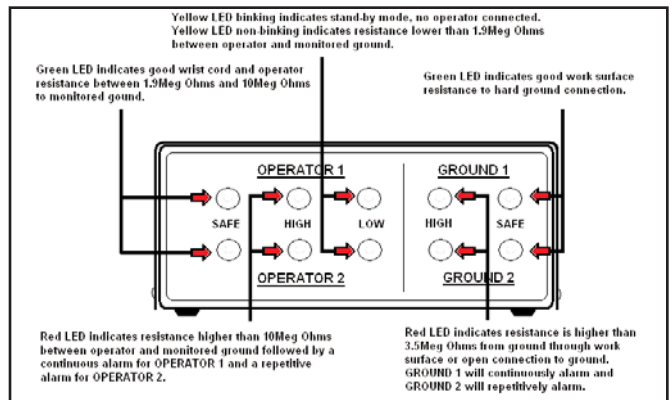 Yellow LED binking indicates stand-by mode, no operator connected.
Yellow LED non-binking indicates resistance lower than 1.9Meg Ohms
between operator and monitored ground.
Green LED indicates good wrist cord and operator
resistance between 1.9Meg Ohms and 10Meg Ohms
to monitored gound.
Green LED indicates good work surface
resistance to hard ground connection.
OPERATOR 1
GROUND 1
SAFE
HIGH
LOW
HIGH
SAFE
OPERATOR 2
GROUND 2
Red LED indicates resistance higher than 10Meg Ohms
between operator and monitored ground followed by a
continuous alarm for OPERATOR 1 and a repetitive
alarm for OPERATOR 2.
Red LED indicates resistance is higher than
3.5Meg Ohms from ground through work
surface or open connection to ground.
GROUND 1 will continuously alarm and
GROUND 2 will repetitively alarm.